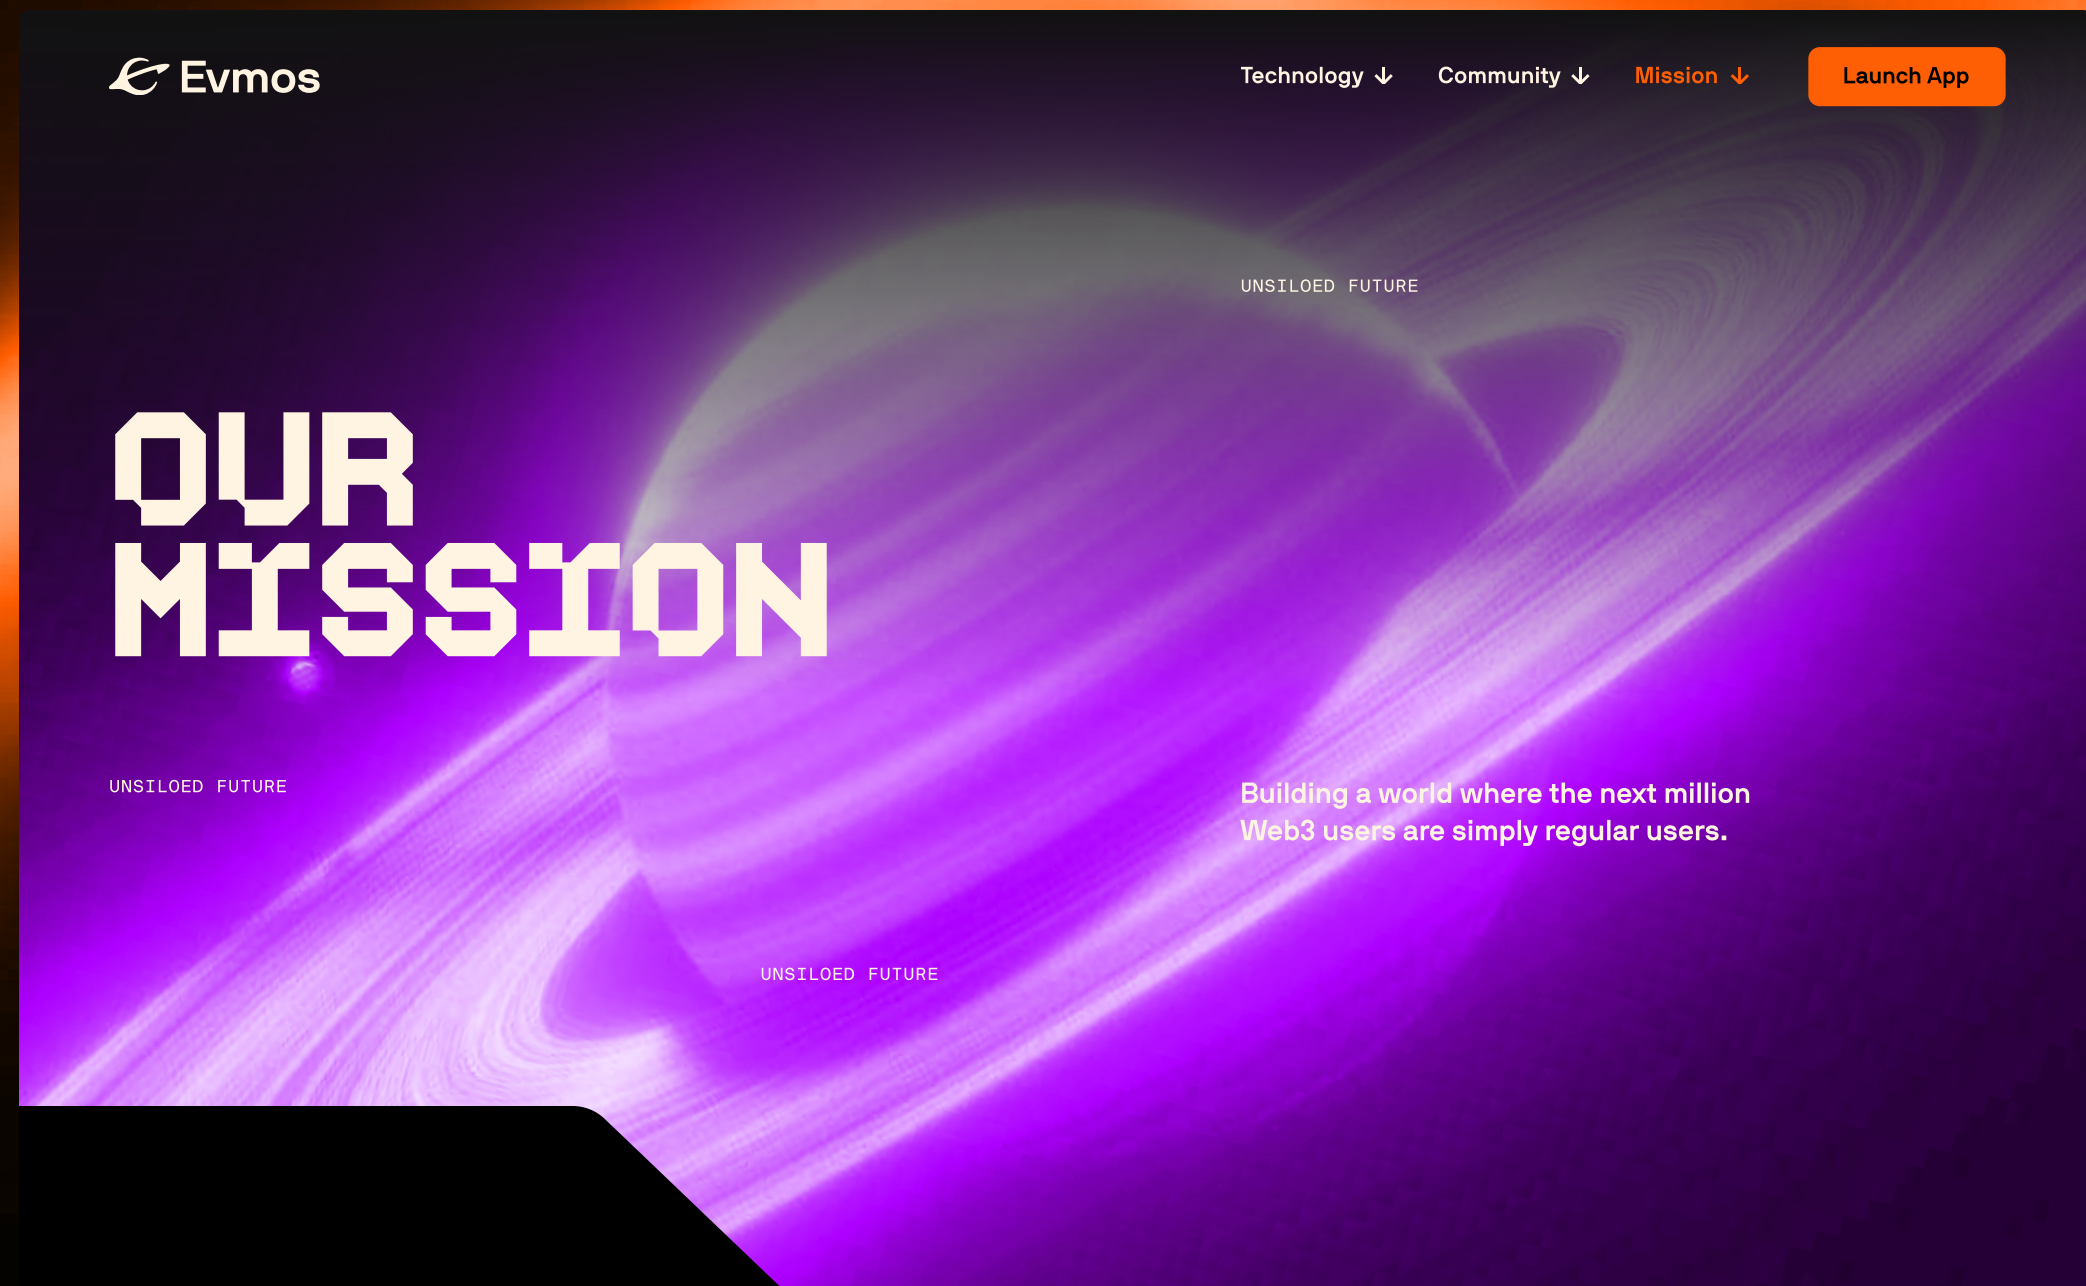 Evmos
Technology
Community
Mission
Launch App
UNSILOED FUTURE
OUR
MISSION
UNSILOED FUTURE
Building a world where the next million
Web3 users are simply regular users.
UNSILOED FUTURE